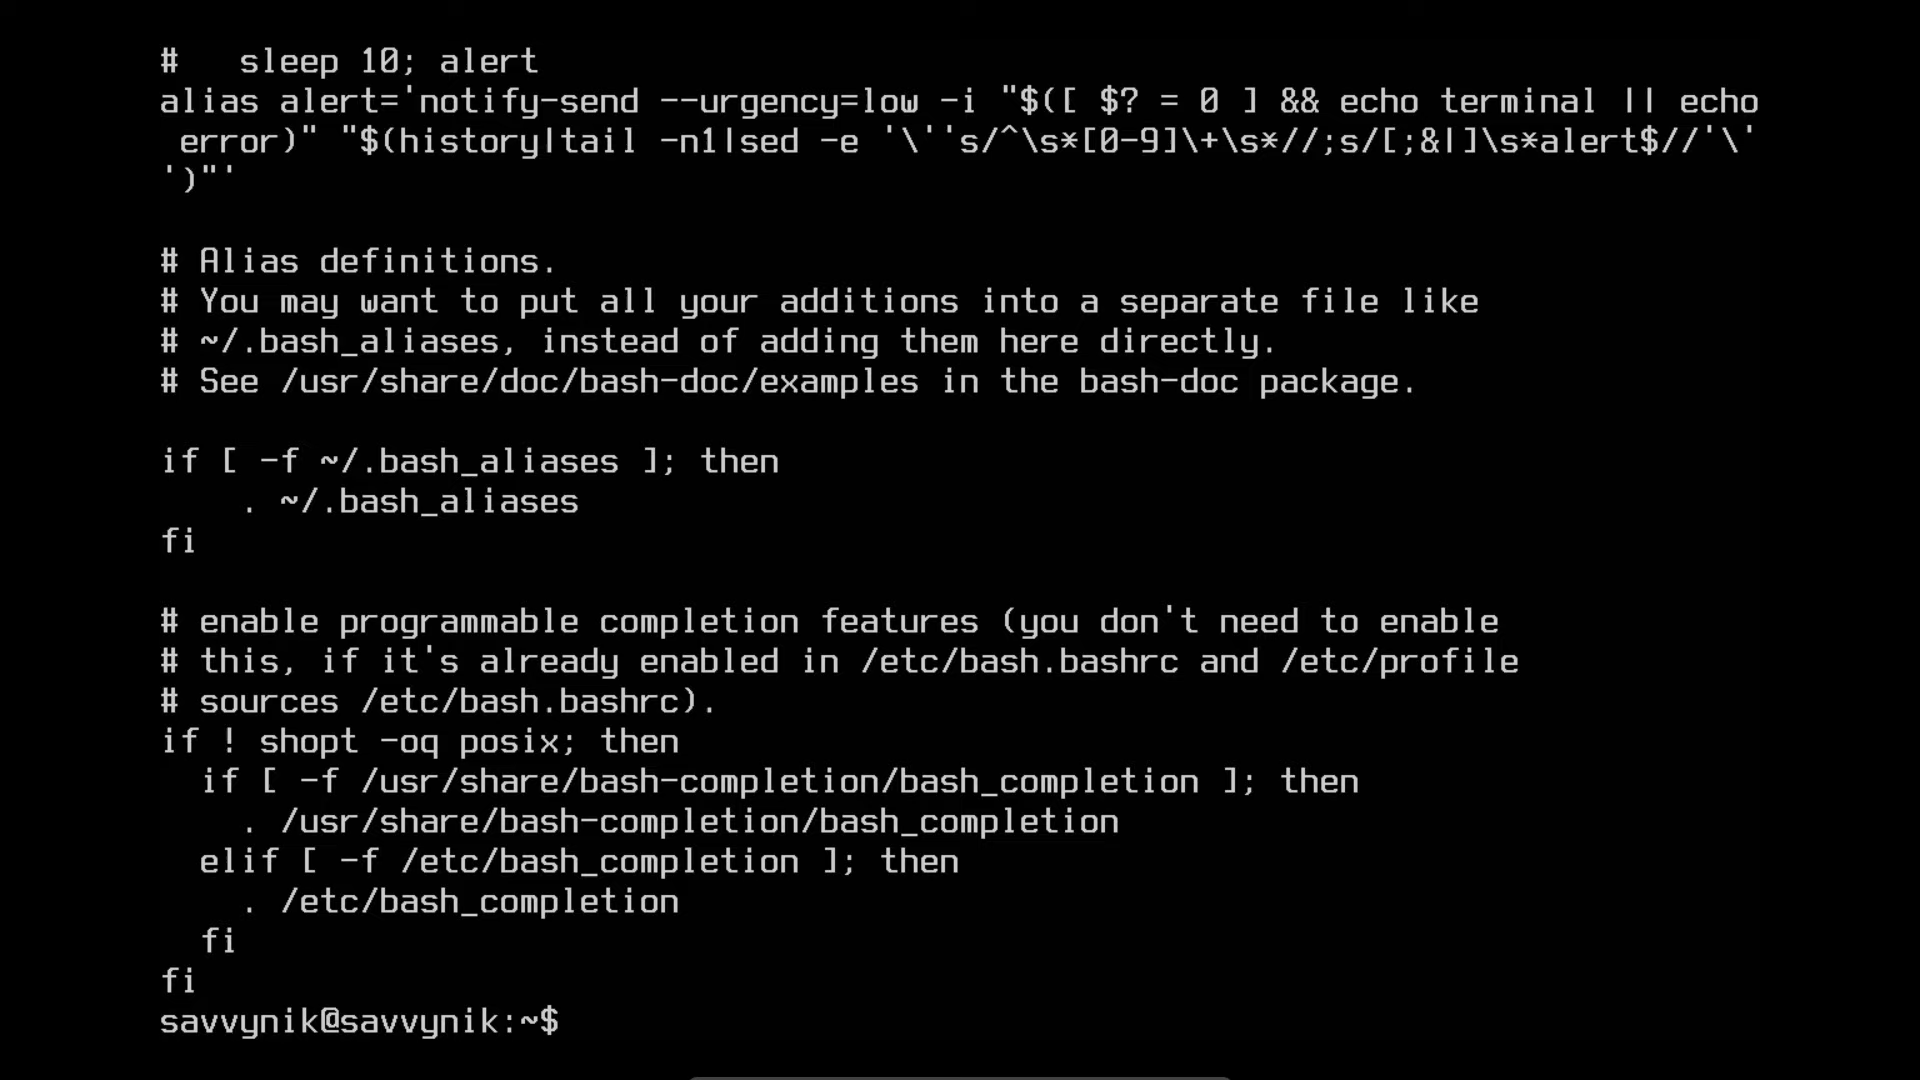 #   sleep 10; alert
alias alert='notify-send --urgency=low -i "$([ $? = 0 ] && echo terminal || echo
 error)" "$(history|tail -n1|sed -e '\''s/^\s*[0-9]\+\s*//;s/[;&|]\s*alert$//'\'
')"'

# Alias definitions.
# You may want to put all your additions into a separate file like
# ~/.bash_aliases, instead of adding them here directly.
# See /usr/share/doc/bash-doc/examples in the bash-doc package.

if [ -f ~/.bash_aliases ]; then
    . ~/.bash_aliases
fi

# enable programmable completion features (you don't need to enable
# this, if it's already enabled in /etc/bash.bashrc and /etc/profile
# sources /etc/bash.bashrc).
if ! shopt -oq posix; then
  if [ -f /usr/share/bash-completion/bash_completion ]; then
    . /usr/share/bash-completion/bash_completion
  elif [ -f /etc/bash_completion ]; then
    . /etc/bash_completion
  fi
fi
savvynik@savvynik:~$